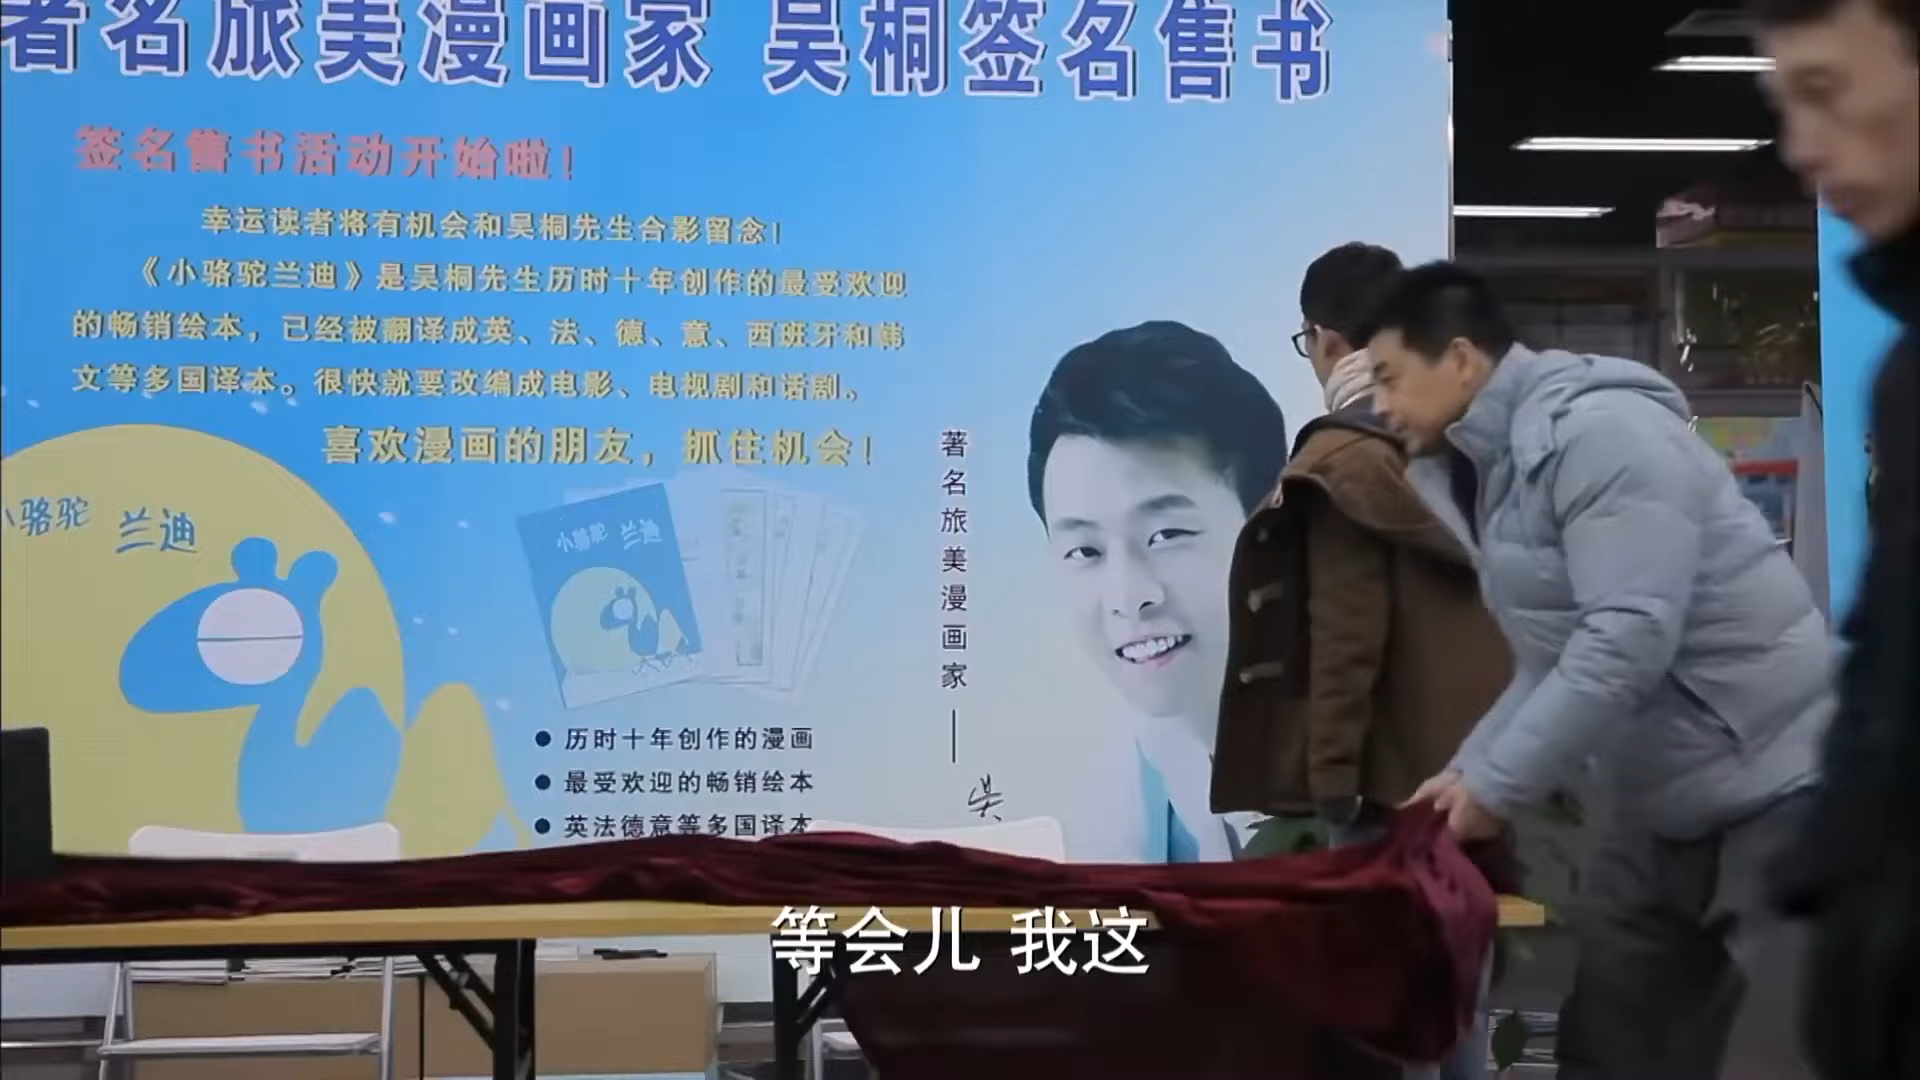 著名旅美漫画家 吴桐签名售书
签名售书活动开始啦!
幸运读者将有机会和吴桐先生合影留念!
《小骆驼兰迪》是吴桐先生历时十年创作的最受欢迎
的畅销绘本，已经被翻译成英、法、德、意、西班牙和韩
文等多国译本。很快就要改编成电影、电视剧和话剧。
喜欢漫画的朋友，抓住机会!
小骆驼 兰迪
小骆驼 兰迪
历时十年创作的漫画
最受欢迎的畅销绘本
英法德意等多国译本
著名旅美漫画家——
吴
等会儿 我这